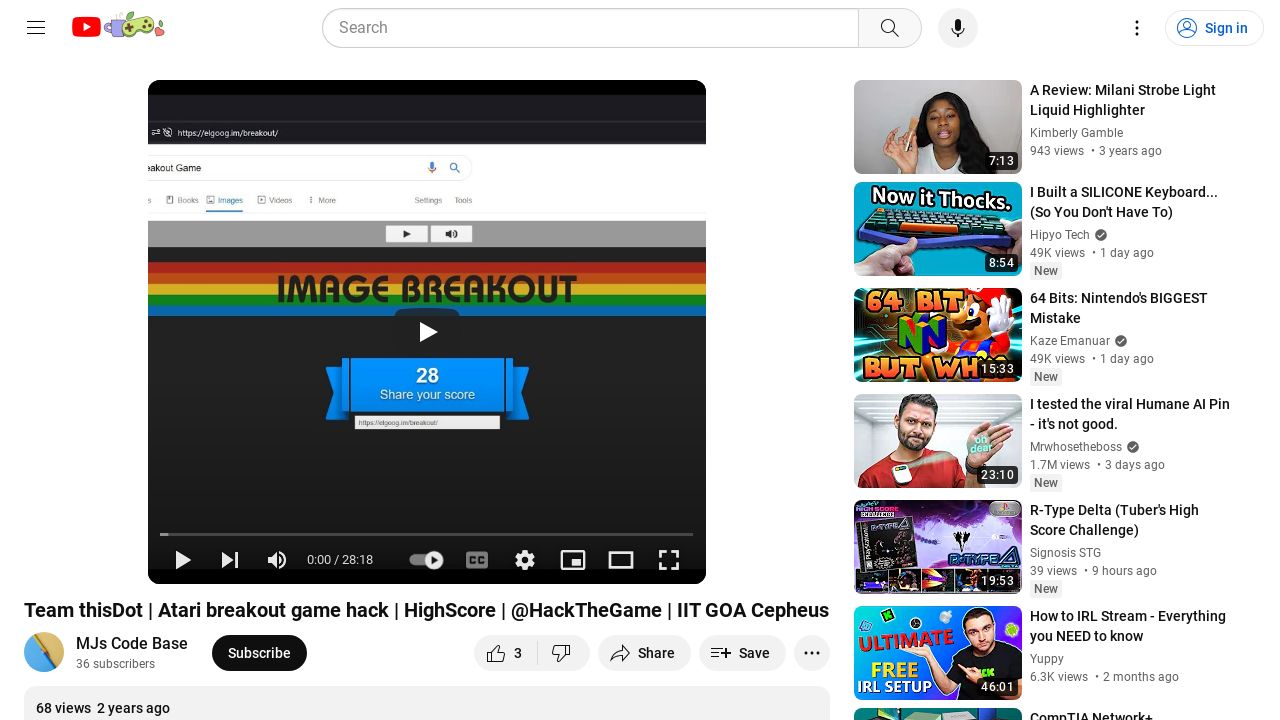 Search
Sign in
https://elgoog.im/breakout/
eakout Game
Books
Images
Videos
More
Settings
Tools
IMAGE BREAKOUT
28
Share your score
https://elgoog.im/breakout/
0:00 / 28:18
CC
Team thisDot | Atari breakout game hack | HighScore | @HackTheGame | IIT GOA Cepheus
MJs Code Base
36 subscribers
Subscribe
3
Share
Save
68 views 2 years ago
7:13
A Review: Milani Strobe Light
Liquid Highlighter
Kimberly Gamble
943 views • 3 years ago
Now it Thocks.
8:54
I Built a SILICONE Keyboard...
(So You Don't Have To)
Hipyo Tech
49K views • 1 day ago
New
64 BIT
BUT WHY
15:33
64 Bits: Nintendo's BIGGEST
Mistake
Kaze Emanuar
49K views • 1 day ago
New
oh
dear
23:10
I tested the viral Humane AI Pin
- it's not good.
Mrwhosetheboss
1.7M views • 3 days ago
New
HIGH SCORE
CHALLENGE
R-TYPE Δ
19:53
R-Type Delta (Tuber's High
Score Challenge)
Signosis STG
39 views • 9 hours ago
New
ULTIMATE
FREE
IRL SETUP
46:01
How to IRL Stream - Everything
you NEED to know
Yuppy
6.3K views • 2 months ago
CompTIA Network+